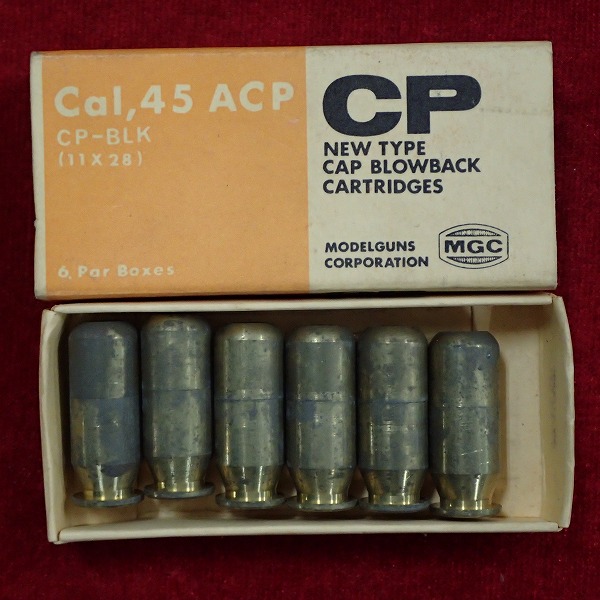 Cal,45 ACP
CP-BLK
(11X28)
6, Par Boxes
CP
NEW TYPE
CAP BLOWBACK
CARTRIDGES
MODELGUNS
CORPORATION
MGC